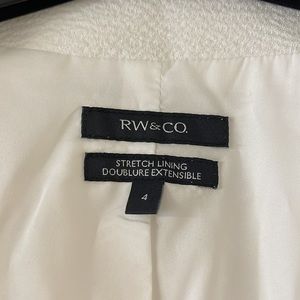 RW&CO.
STRETCH LINING
DOUBLURE EXTENSIBLE
4